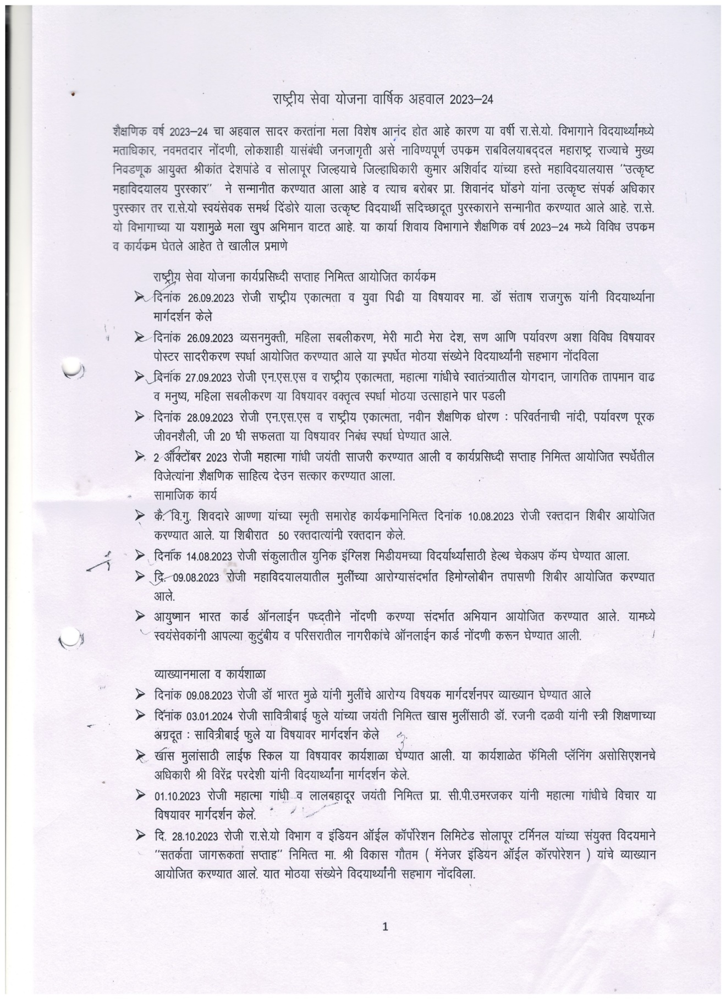 राष्ट्रीय सेवा योजना वार्षिक अहवाल 2023–24
शैक्षणिक वर्ष 2023–24 चा अहवाल सादर करतांना मला विशेष आनंद होत आहे कारण या वर्षी रा.से.यो. विभागाने विदयार्थ्यांमध्ये
मताधिकार, नवमतदार नोंदणी, लोकशाही यासंबंधी जनजागृती असे नाविण्यपूर्ण उपक्रम राबविलयाबद्दल महाराष्ट्र राज्याचे मुख्य
निवडणूक आयुक्त श्रीकांत देशपांडे व सोलापूर जिल्हयाचे जिल्हाधिकारी कुमार अशिर्वाद यांच्या हस्ते महाविदयालयास "उत्कृष्ट
महाविदयालय पुरस्कार" ने सन्मानीत करण्यात आला आहे व त्याच बरोबर प्रा. शिवानंद घोंडगे यांना उत्कृष्ट संपर्क अधिकार
पुरस्कार तर रा.से.यो स्वयंसेवक समर्थ दिंडोरे याला उत्कृष्ट विदयार्थी सदिच्छादूत पुरस्काराने सन्मानीत करण्यात आले आहे. रा.से.
यो विभागाच्या या यशामुळे मला खुप अभिमान वाटत आहे. या कार्या शिवाय विभागाने शैक्षणिक वर्ष 2023–24 मध्ये विविध उपक्रम
व कार्यक्रम घेतले आहेत ते खालील प्रमाणे
राष्ट्रीय सेवा योजना कार्यप्रसिध्दी सप्ताह निमित्त आयोजित कार्यक्रम
➢ दिनांक 26.09.2023 रोजी राष्ट्रीय एकात्मता व युवा पिढी या विषयावर मा. डॉ संताष राजगुरू यांनी विदयार्थ्याना
मार्गदर्शन केले
➢ दिनांक 26.09.2023 व्यसनमुक्ती, महिला सबलीकरण, मेरी माटी मेरा देश, सण आणि पर्यावरण अशा विविध विषयावर
पोस्टर सादरीकरण स्पर्धा आयोजित करण्यात आले या स्पर्धेत मोठया संख्येने विदयार्थ्यांनी सहभाग नोंदविला
➢ दिनांक 27.09.2023 रोजी एन.एस.एस व राष्ट्रीय एकात्मता, महात्मा गांधीचे स्वातंत्र्यातील योगदान, जागतिक तापमान वाढ
व मनुष्य, महिला सबलीकरण या विषयावर वक्तृत्व स्पर्धा मोठया उत्साहाने पार पडली
➢ दिनांक 28.09.2023 रोजी एन.एस.एस व राष्ट्रीय एकात्मता, नवीन शैक्षणिक धोरण : परिवर्तनाची नांदी, पर्यावरण पूरक
जीवनशैली, जी 20 ची सफलता या विषयावर निबंध स्पर्धा घेण्यात आले.
➢ 2 ऑक्टोंबर 2023 रोजी महात्मा गांधी जयंती साजरी करण्यात आली व कार्यप्रसिध्दी सप्ताह निमित्त आयोजित स्पर्धेतील
विजेत्यांना शैक्षणिक साहित्य देउन सत्कार करण्यात आला.
सामाजिक कार्य
➢ कै. वि.गु. शिवदारे आण्णा यांच्या स्मृती समारोह कार्यक्रमानिमित्त दिनांक 10.08.2023 रोजी रक्तदान शिबीर आयोजित
करण्यात आले. या शिबीरात 50 रक्तदात्यांनी रक्तदान केले.
➢ दिनांक 14.08.2023 रोजी संकुलातील युनिक इंग्लिश मिडीयमच्या विदयार्थ्यांसाठी हेल्थ चेकअप कॅम्प घेण्यात आला.
➢ दि. 09.08.2023 रोजी महाविदयालयातील मुलींच्या आरोग्यासंदर्भात हिमोग्लोबीन तपासणी शिबीर आयोजित करण्यात
आले.
➢ आयुष्मान भारत कार्ड ऑनलाईन पध्दतीने नोंदणी करण्या संदर्भात अभियान आयोजित करण्यात आले. यामध्ये
स्वयंसेवकांनी आपल्या कुटुंबीय व परिसरातील नागरीकांचे ऑनलाईन कार्ड नोंदणी करून घेण्यात आली.
व्याख्यानमाला व कार्यशाळा
➢ दिनांक 09.08.2023 रोजी डॉ भारत मुळे यांनी मुलींचे आरोग्य विषयक मार्गदर्शनपर व्याख्यान घेण्यात आले
➢ दिनांक 03.01.2024 रोजी सावित्रीबाई फुले यांच्या जयंती निमित्त खास मुलींसाठी डॉ. रजनी दळवी यांनी स्त्री शिक्षणाच्या
अग्रदूत : सावित्रीबाई फुले या विषयावर मार्गदर्शन केले
➢ खास मुलांसाठी लाईफ स्किल या विषयावर कार्यशाळा घेण्यात आली. या कार्यशाळेत फॅमिली प्लॅनिंग असोसिएशनचे
अधिकारी श्री विरेंद्र परदेशी यांनी विदयार्थ्यांना मार्गदर्शन केले.
➢ 01.10.2023 रोजी महात्मा गांधी व लालबहादूर जयंती निमित्त प्रा. सी.पी.उमरजकर यांनी महात्मा गांधीचे विचार या
विषयावर मार्गदर्शन केले.
➢ दि. 28.10.2023 रोजी रा.से.यो विभाग व इंडियन ऑईल कॉर्पोरेशन लिमिटेड सोलापूर टर्मिनल यांच्या संयुक्त विदयमाने
"सतर्कता जागरूकता सप्ताह" निमित्त मा. श्री विकास गौतम ( मॅनेजर इंडियन ऑईल कॉरपोरेशन ) यांचे व्याख्यान
आयोजित करण्यात आले. यात मोठया संख्येने विदयार्थ्यांनी सहभाग नोंदविला.
1